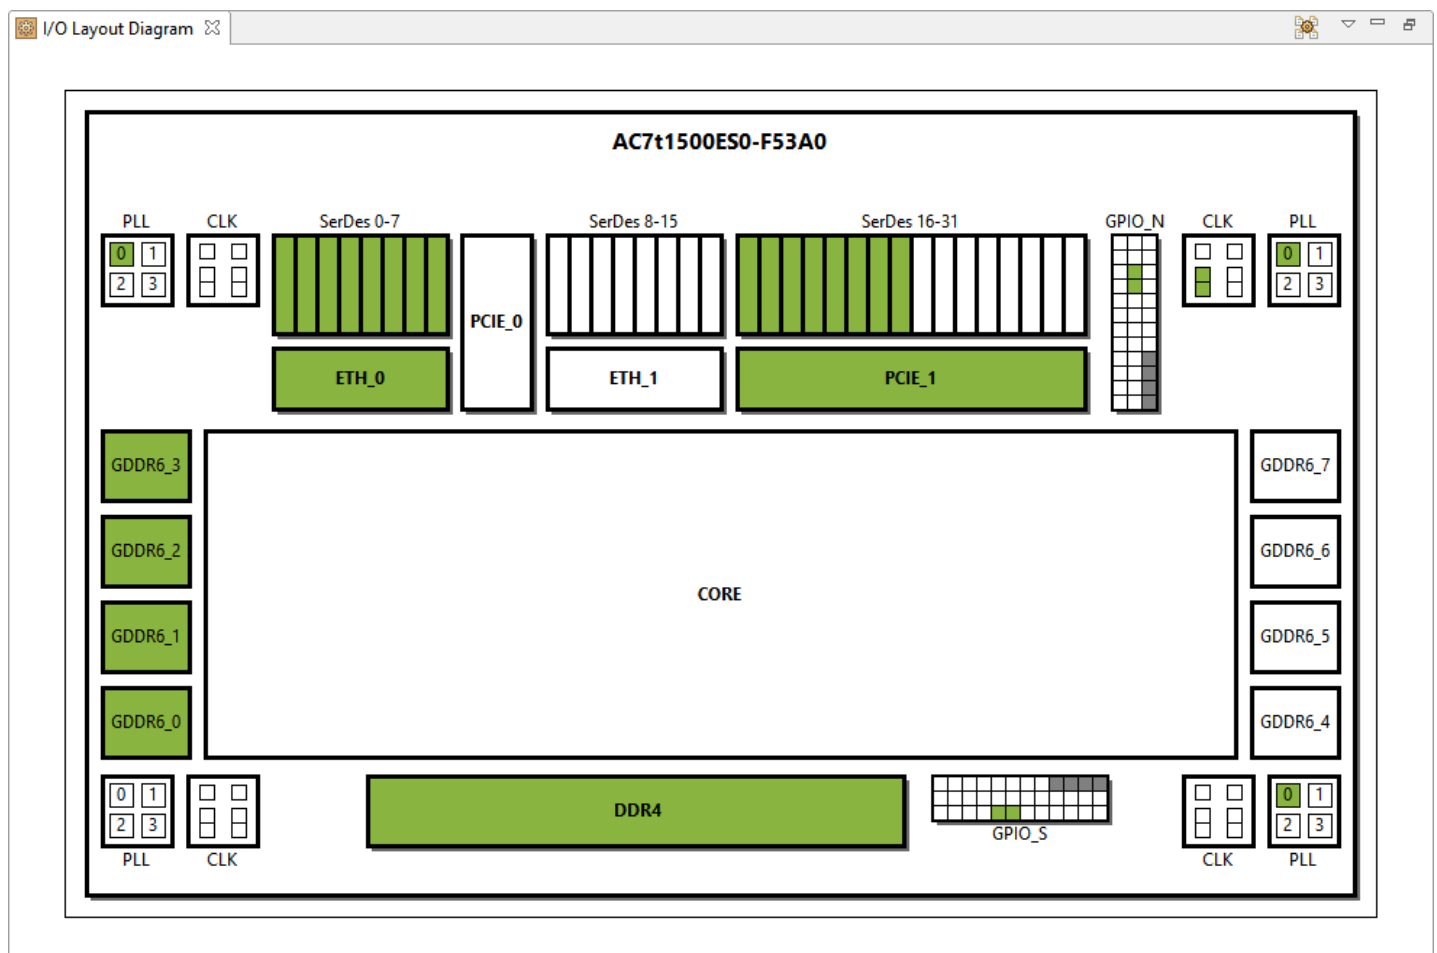 I/O Layout Diagram
AC7t1500ES0-F53A0
PLL CLK SerDes 0-7 SerDes 8-15 SerDes 16-31 GPIO_N CLK PLL
0 1 0 1
2 3 2 3
PCIE_0
ETH_0 ETH_1 PCIE_1
GDDR6_3 GDDR6_7
GDDR6_2 GDDR6_6
CORE
GDDR6_1 GDDR6_5
GDDR6_0 GDDR6_4
0 1 0 1
DDR4
2 3 2 3
GPIO_S
PLL CLK CLK PLL